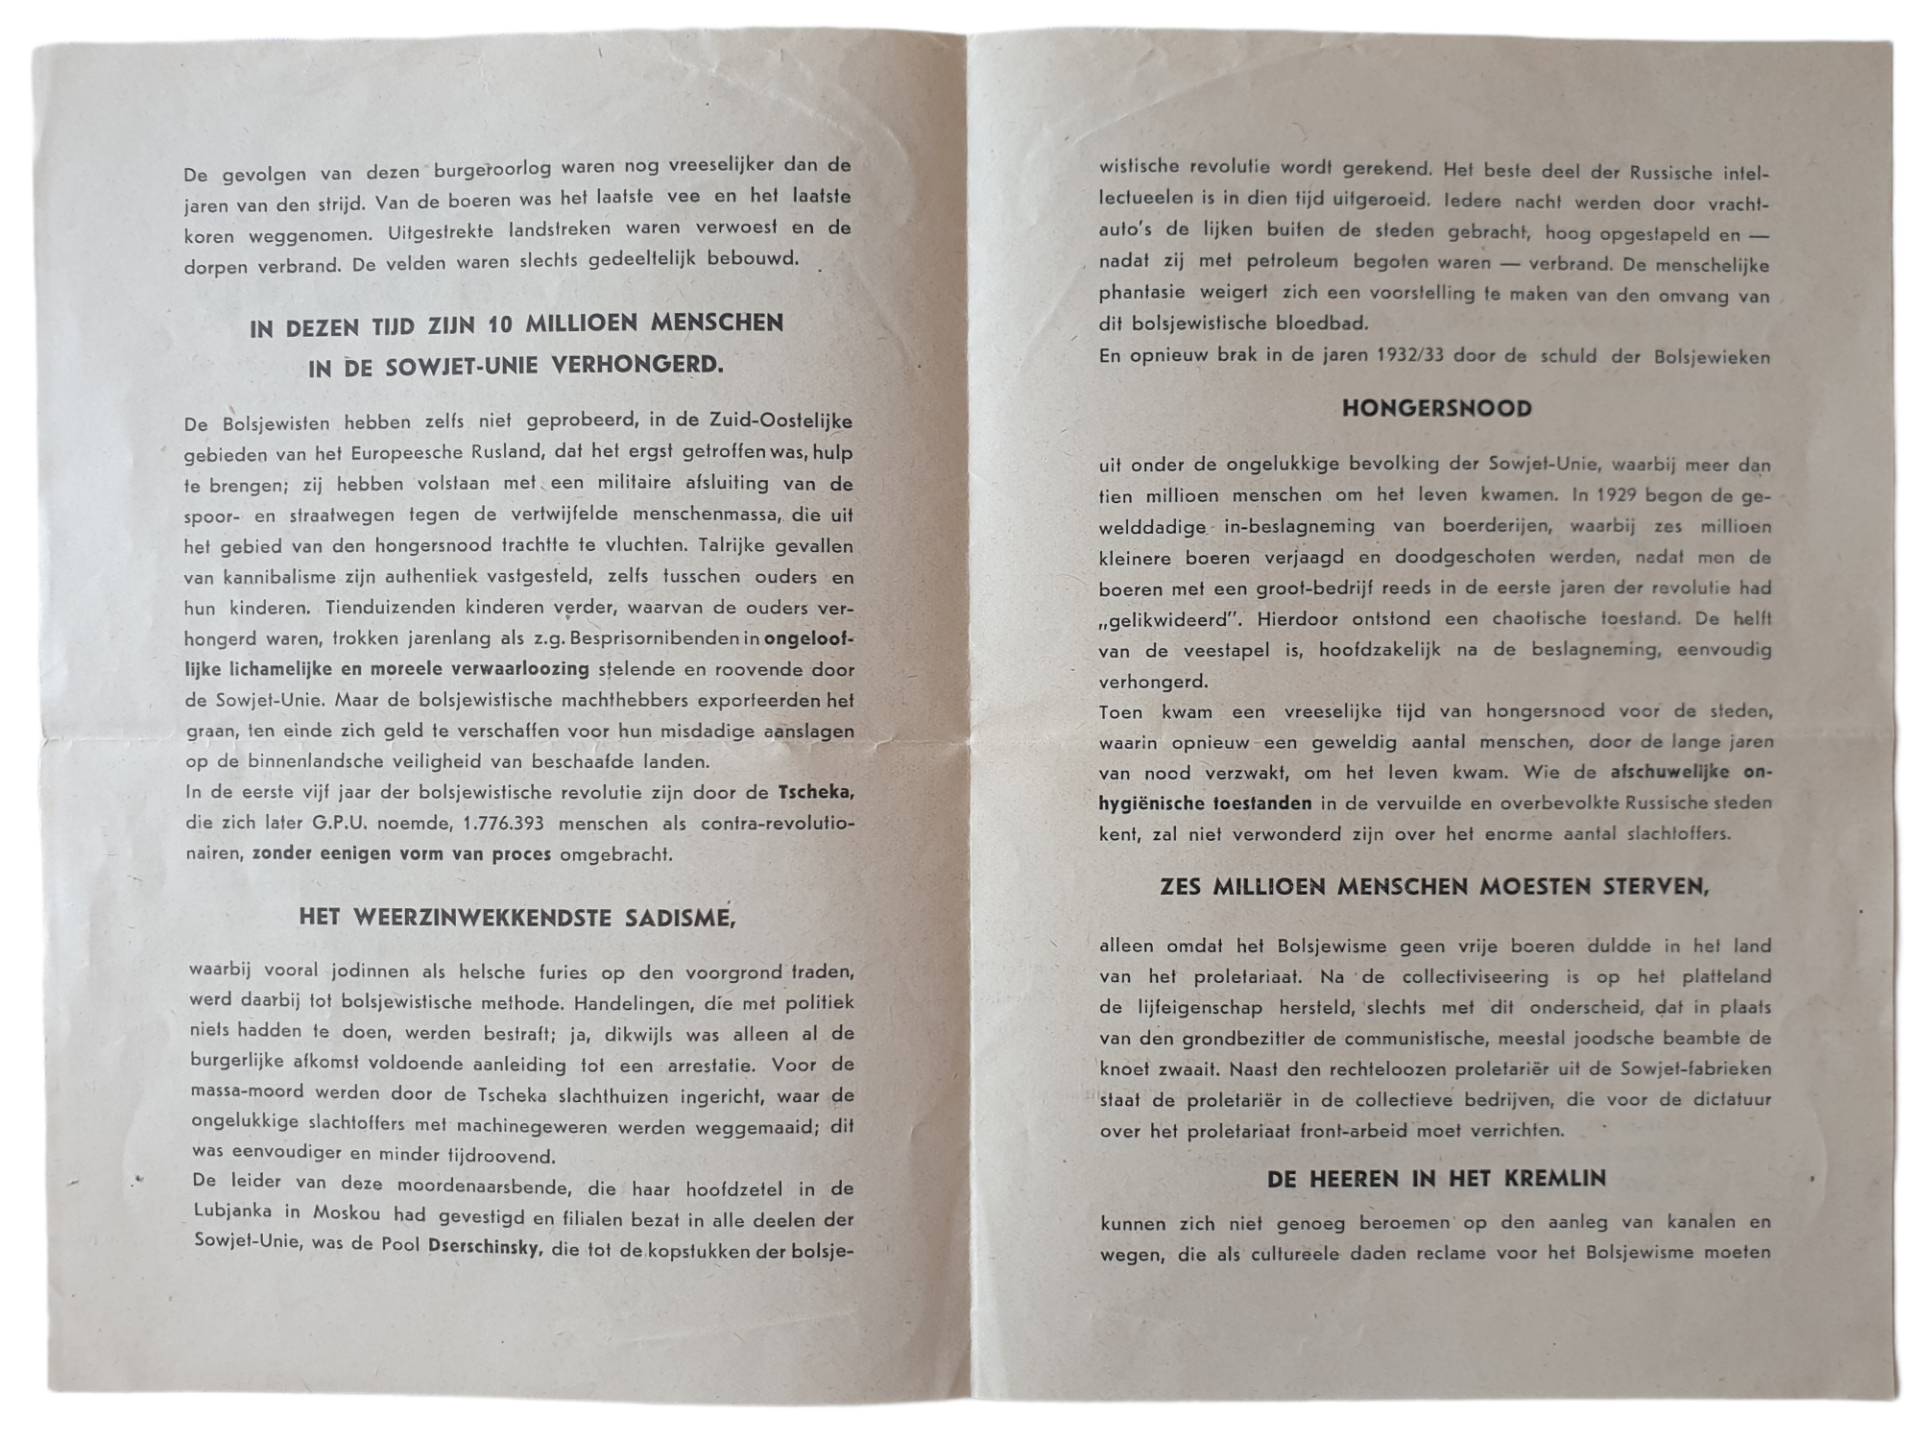 De gevolgen van dezen burgeroorlog waren nog vreeselijker dan de
jaren van den strijd. Van de boeren was het laatste vee en het laatste
koren weggenomen. Uitgestrekte landstreken waren verwoest en de
dorpen verbrand. De velden waren slechts gedeeltelijk bebouwd.
IN DEZEN TIJD ZIJN 10 MILLIOEN MENSCHEN
IN DE SOWJET-UNIE VERHONGERD.
De Bolsjewisten hebben zelfs niet geprobeerd, in de Zuid-Oostelijke
gebieden van het Europeesche Rusland, dat het ergst getroffen was, hulp
te brengen; zij hebben volstaan met een militaire afsluiting van de
spoor- en straatwegen tegen de vertwijfelde menschenmassa, die uit
het gebied van den hongersnood trachtte te vluchten. Talrijke gevallen
van kannibalisme zijn authentiek vastgesteld, zelfs tusschen ouders en
hun kinderen. Tienduizenden kinderen verder, waarvan de ouders ver-
hongerd waren, trokken jarenlang als z.g. Besprisornibenden in ongeloof-
lijke lichamelijke en moreele verwaarloozing stelende en roovende door
de Sowjet-Unie. Maar de bolsjewistische machthebbers exporteerden het
graan, ten einde zich geld te verschaffen voor hun misdadige aanslagen
op de binnenlandsche veiligheid van beschaafde landen.
In de eerste vijf jaar der bolsjewistische revolutie zijn door de Tscheka,
die zich later G.P.U. noemde, 1.776.393 menschen als contra-revolutio-
nairen, zonder eenigen vorm van proces omgebracht.
HET WEERZINWEKKENDSTE SADISME,
waarbij vooral jodinnen als helsche furies op den voorgrond traden,
werd daarbij tot bolsjewistische methode. Handelingen, die met politiek
niets hadden te doen, werden bestraft; ja, dikwijls was alleen al de
burgerlijke afkomst voldoende aanleiding tot een arrestatie. Voor de
massa-moord werden door de Tscheka slachthuizen ingericht, waar de
ongelukkige slachtoffers met machinegeweren werden weggemaaid; dit
was eenvoudiger en minder tijdroovend.
De leider van deze moordenaarsbende, die haar hoofdzetel in de
Lubjanka in Moskou had gevestigd en filialen bezat in alle deelen der
Sowjet-Unie, was de Pool Dserschinsky, die tot de kopstukken der bolsje-
wistische revolutie wordt gerekend. Het beste deel der Russische intel-
lectueelen is in dien tijd uitgeroeid. Iedere nacht werden door vracht-
auto's de lijken buiten de steden gebracht, hoog opgestapeld en —
nadat zij met petroleum begoten waren — verbrand. De menschelijke
phantasie weigert zich een voorstelling te maken van den omvang van
dit bolsjewistische bloedbad.
En opnieuw brak in de jaren 1932/33 door de schuld der Bolsjewieken
HONGERSNOOD
uit onder de ongelukkige bevolking der Sowjet-Unie, waarbij meer dan
tien millioen menschen om het leven kwamen. In 1929 begon de ge-
welddadige in-beslagneming van boerderijen, waarbij zes millioen
kleinere boeren verjaagd en doodgeschoten werden, nadat men de
boeren met een groot-bedrijf reeds in de eerste jaren der revolutie had
„gelikwideerd”. Hierdoor ontstond een chaotische toestand. De helft
van de veestapel is, hoofdzakelijk na de beslagneming, eenvoudig
verhongerd.
Toen kwam een vreeselijke tijd van hongersnood voor de steden,
waarin opnieuw een geweldig aantal menschen, door de lange jaren
van nood verzwakt, om het leven kwam. Wie de afschuwelijke on-
hygiënische toestanden in de vervuilde en overbevolkte Russische steden
kent, zal niet verwonderd zijn over het enorme aantal slachtoffers.
ZES MILLIOEN MENSCHEN MOESTEN STERVEN,
alleen omdat het Bolsjewisme geen vrije boeren duldde in het land
van het proletariaat. Na de collectiviseering is op het platteland
de lijfeigenschap hersteld, slechts met dit onderscheid, dat in plaats
van den grondbezitter de communistische, meestal joodsche beambte de
knoet zwaait. Naast den rechteloozen proletariër uit de Sowjet-fabrieken
staat de proletariër in de collectieve bedrijven, die voor de dictatuur
over het proletariaat front-arbeid moet verrichten.
DE HEEREN IN HET KREMLIN
kunnen zich niet genoeg beroemen op den aanleg van kanalen en
wegen, die als cultureele daden reclame voor het Bolsjewisme moeten